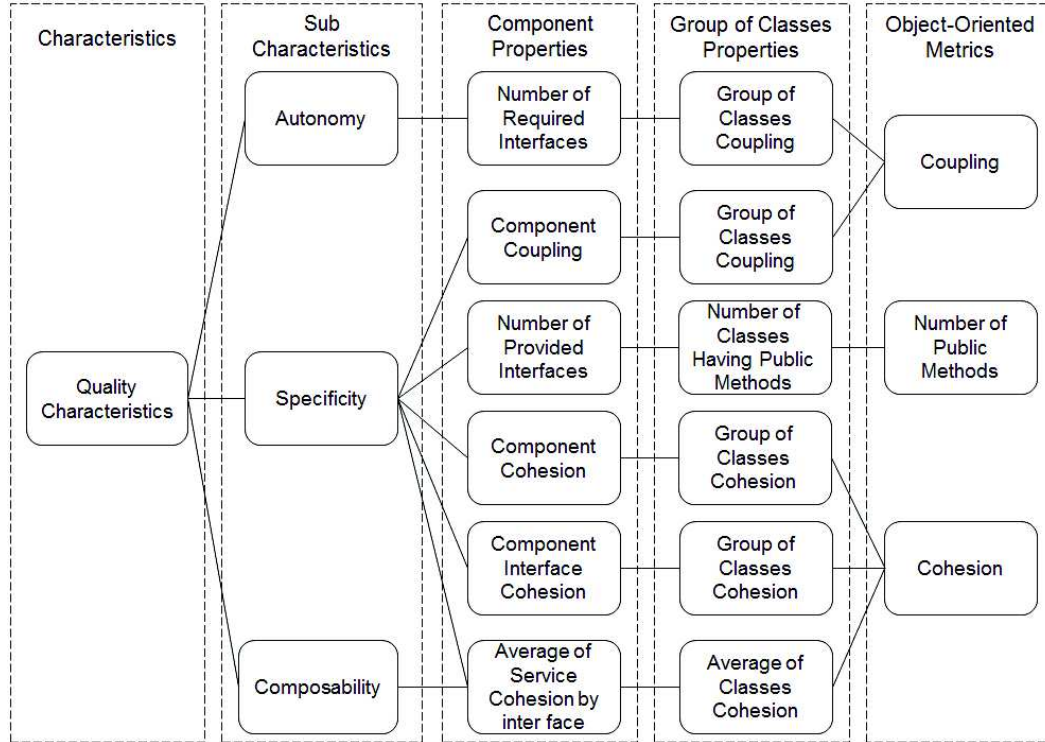 Characteristics
Sub
Characteristics
Component
Properties
Group of Classes
Properties
Object-Oriented
Metrics
Autonomy
Number of
Required
Interfaces
Group of
Classes
Coupling
Coupling
Component
Coupling
Group of
Classes
Coupling
Quality
Characteristics
Specificity
Number of
Provided
Interfaces
Number of
Classes
Having Public
Methods
Number of
Public
Methods
Component
Cohesion
Group of
Classes
Cohesion
Component
Interface
Cohesion
Group of
Classes
Cohesion
Cohesion
Composability
Average of
Service
Cohesion by
inter face
Average of
Classes
Cohesion